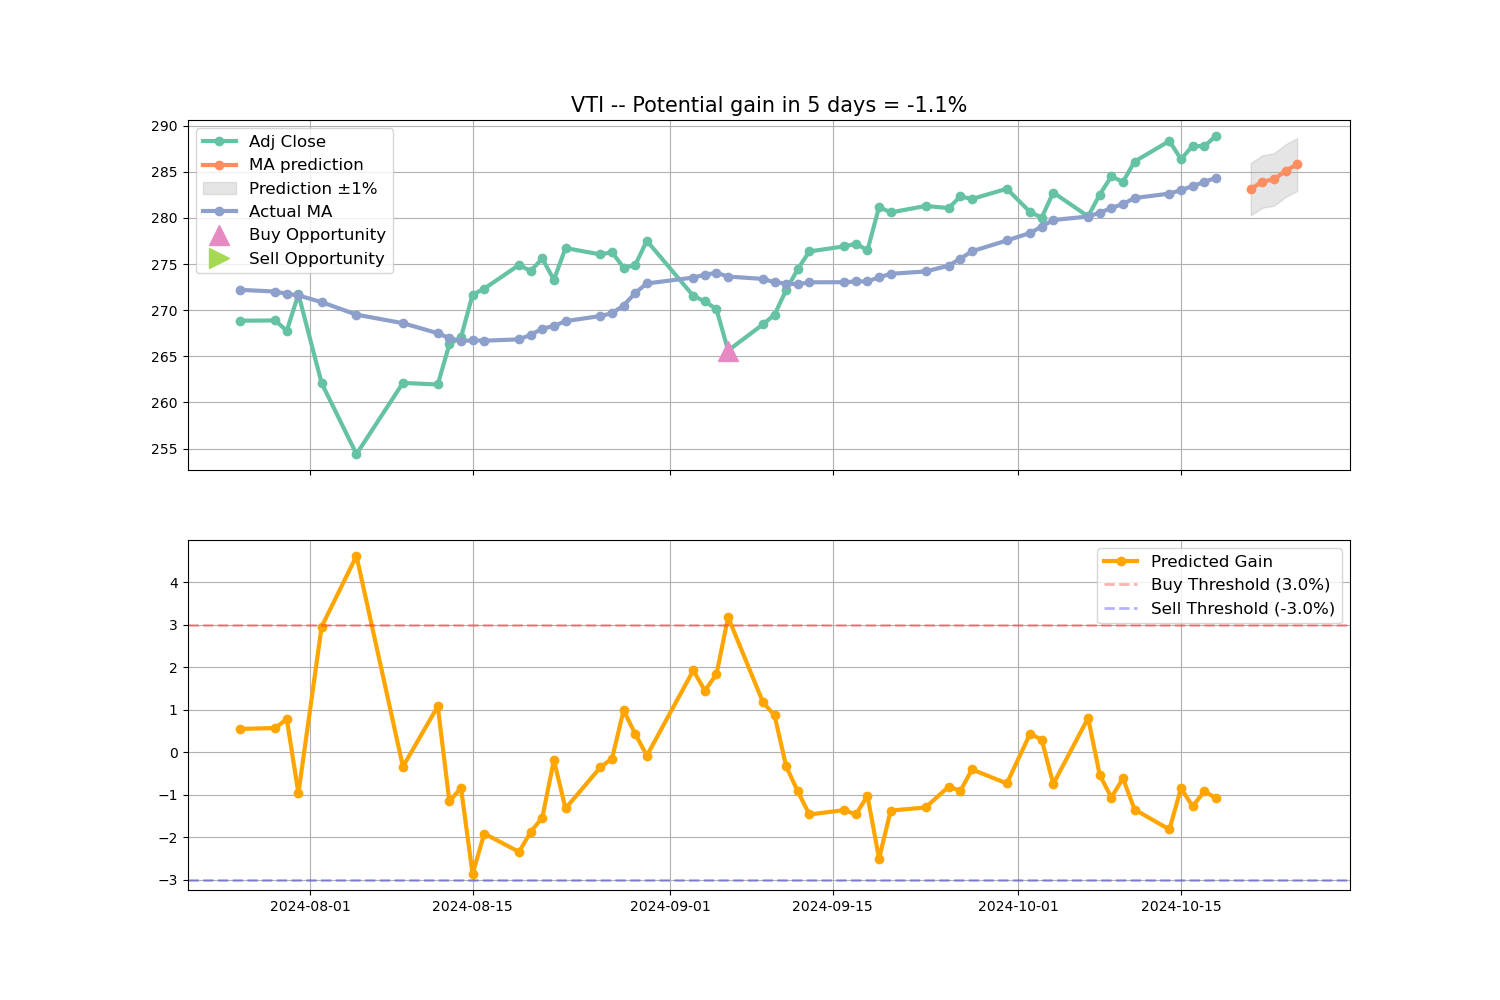 VTI -- Potential gain in 5 days = -1.1%
290
285
280
275
270
265
260
255
Adj Close
MA prediction
Prediction ±1%
Actual MA
Buy Opportunity
Sell Opportunity
4
3
2
1
0
−1
−2
−3
Predicted Gain
Buy Threshold (3.0%)
Sell Threshold (-3.0%)
2024-08-01
2024-08-15
2024-09-01
2024-09-15
2024-10-01
2024-10-15